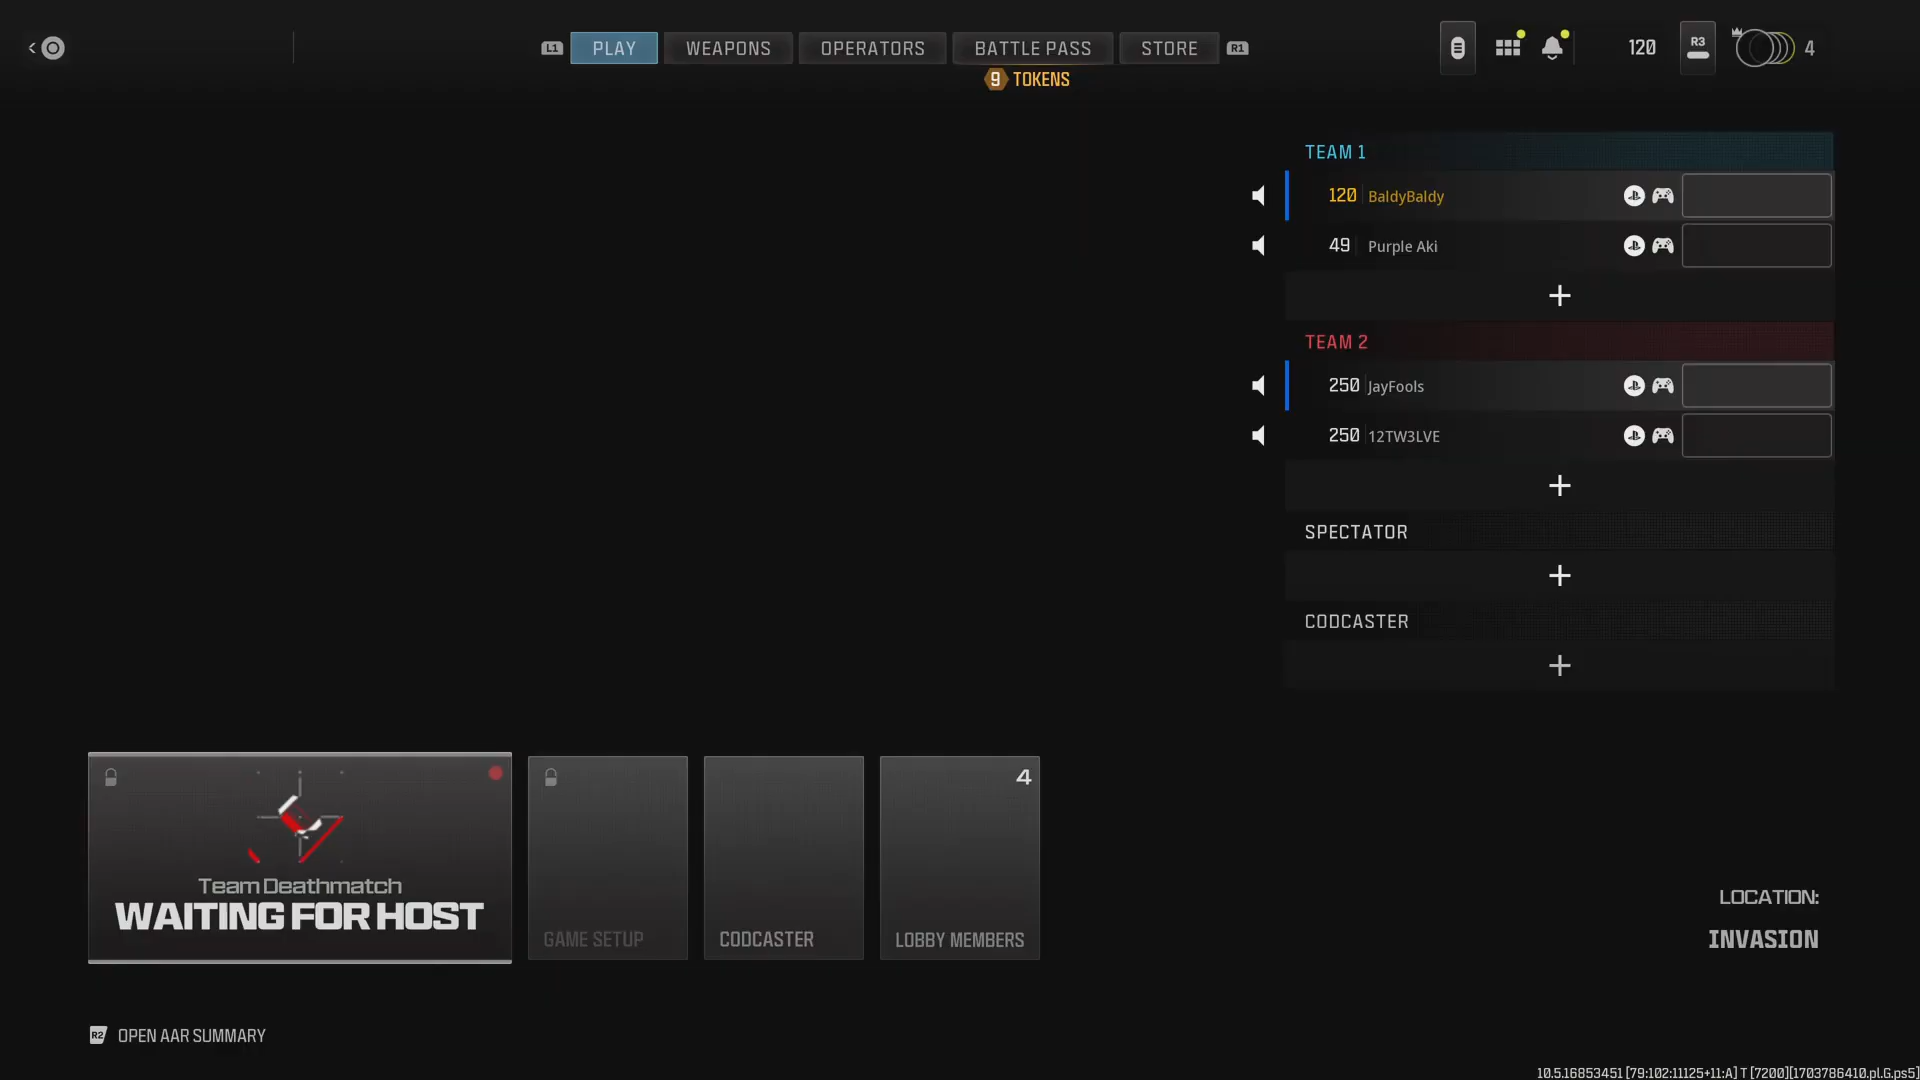 L1 PLAY WEAPONS OPERATORS BATTLE PASS STORE R1
120 R3 4
9 TOKENS
TEAM 1
120 BaldyBaldy
49 Purple Aki
+
TEAM 2
250 JayFools
250 12TW3LVE
+
SPECTATOR
+
CODCASTER
+
Team Deathmatch
WAITING FOR HOST
GAME SETUP
CODCASTER
4
LOBBY MEMBERS
LOCATION:
INVASION
R2 OPEN AAR SUMMARY
10.5.16853451 [79:102:11125+11:A] T [7200][1703786410.pl.G.ps5]